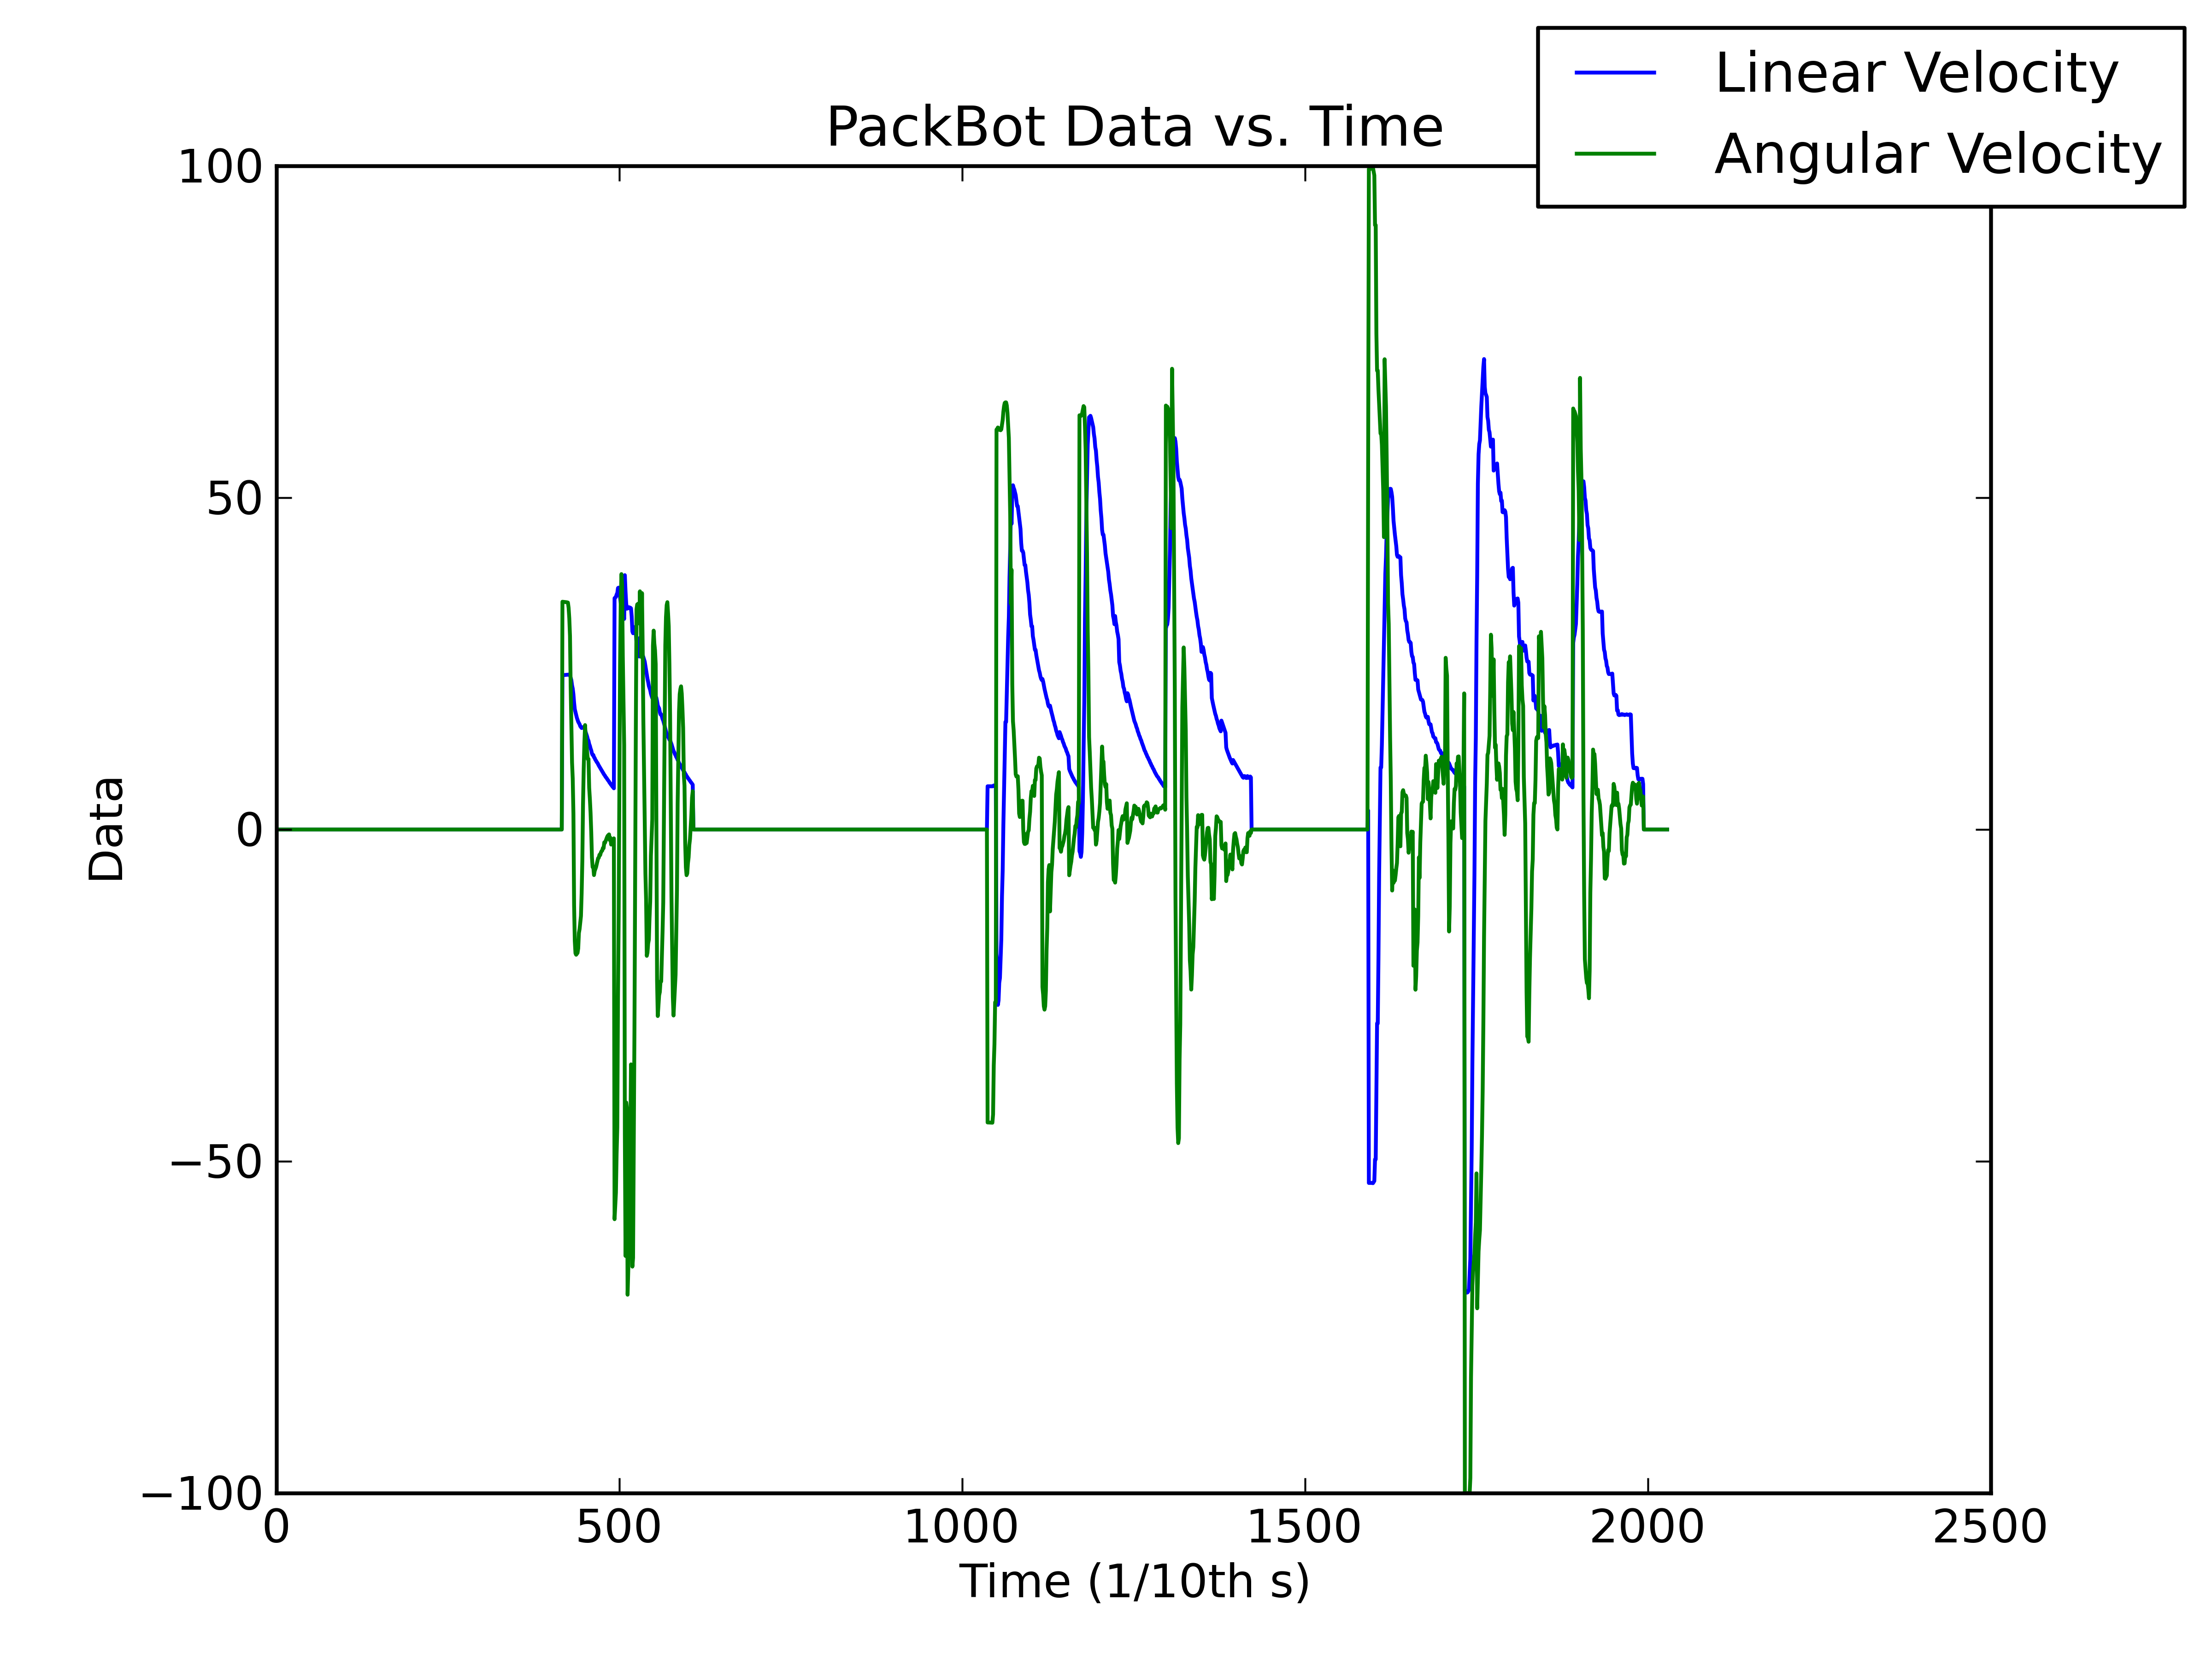 Linear Velocity
Angular Velocity
PackBot Data vs. Time
100
50
0
−50
−100
Data
0 500 1000 1500 2000 2500
Time (1/10th s)